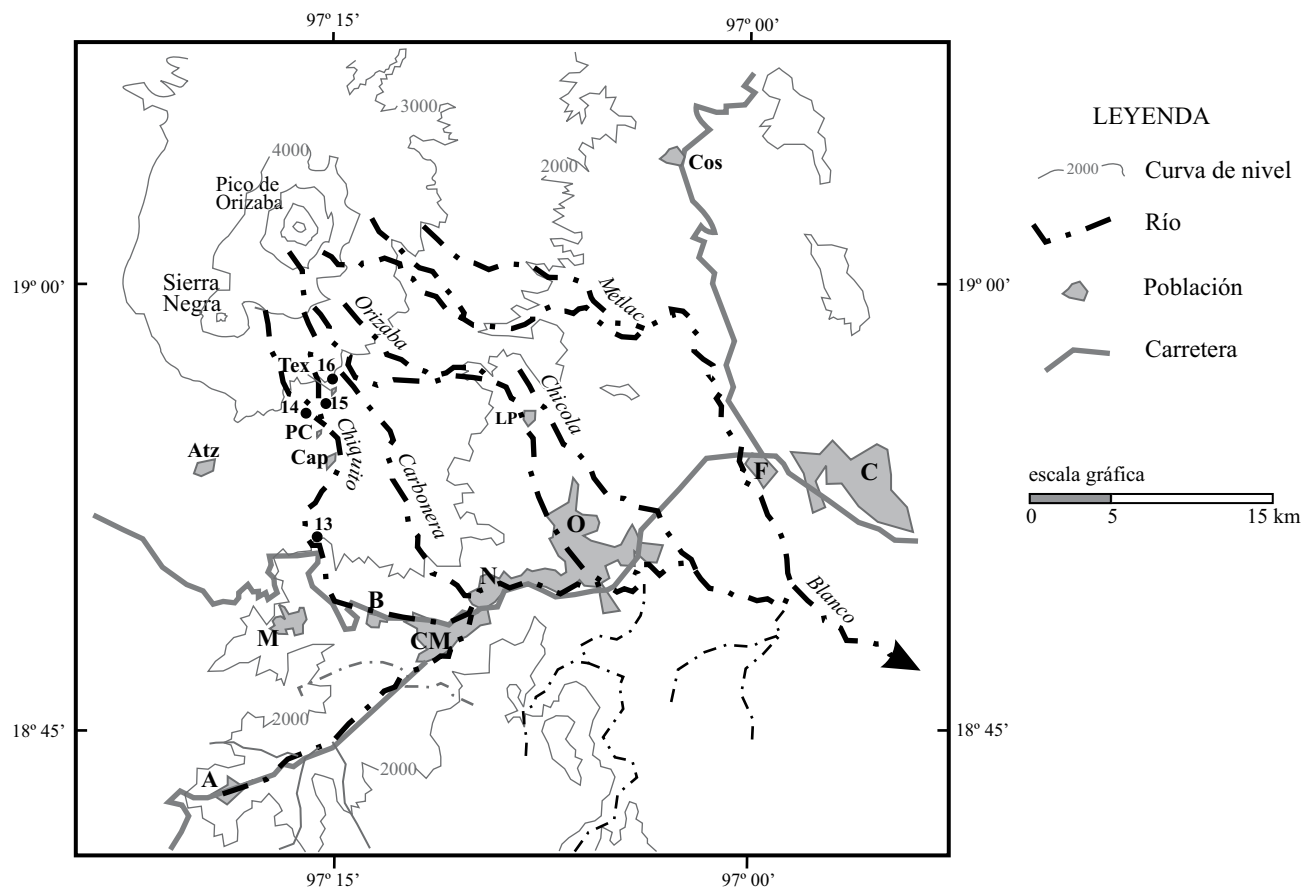 97º 15’
97º 00’
3000
4000
2000
Pico de
Orizaba
Cos
LEYENDA
2000
Curva de nivel
Río
Población
Carretera
Sierra
Negra
19º 00’
19º 00’
Metlac
Orizaba
Tex
16
15
14
PC
Chiquito
Cap
Atz
Carbonera
Chicola
LP
F
C
escala gráfica
0
5
15 km
13
O
N
B
CM
M
Blanco
2000
2000
A
18º 45’
18º 45’
97º 15’
97º 00’